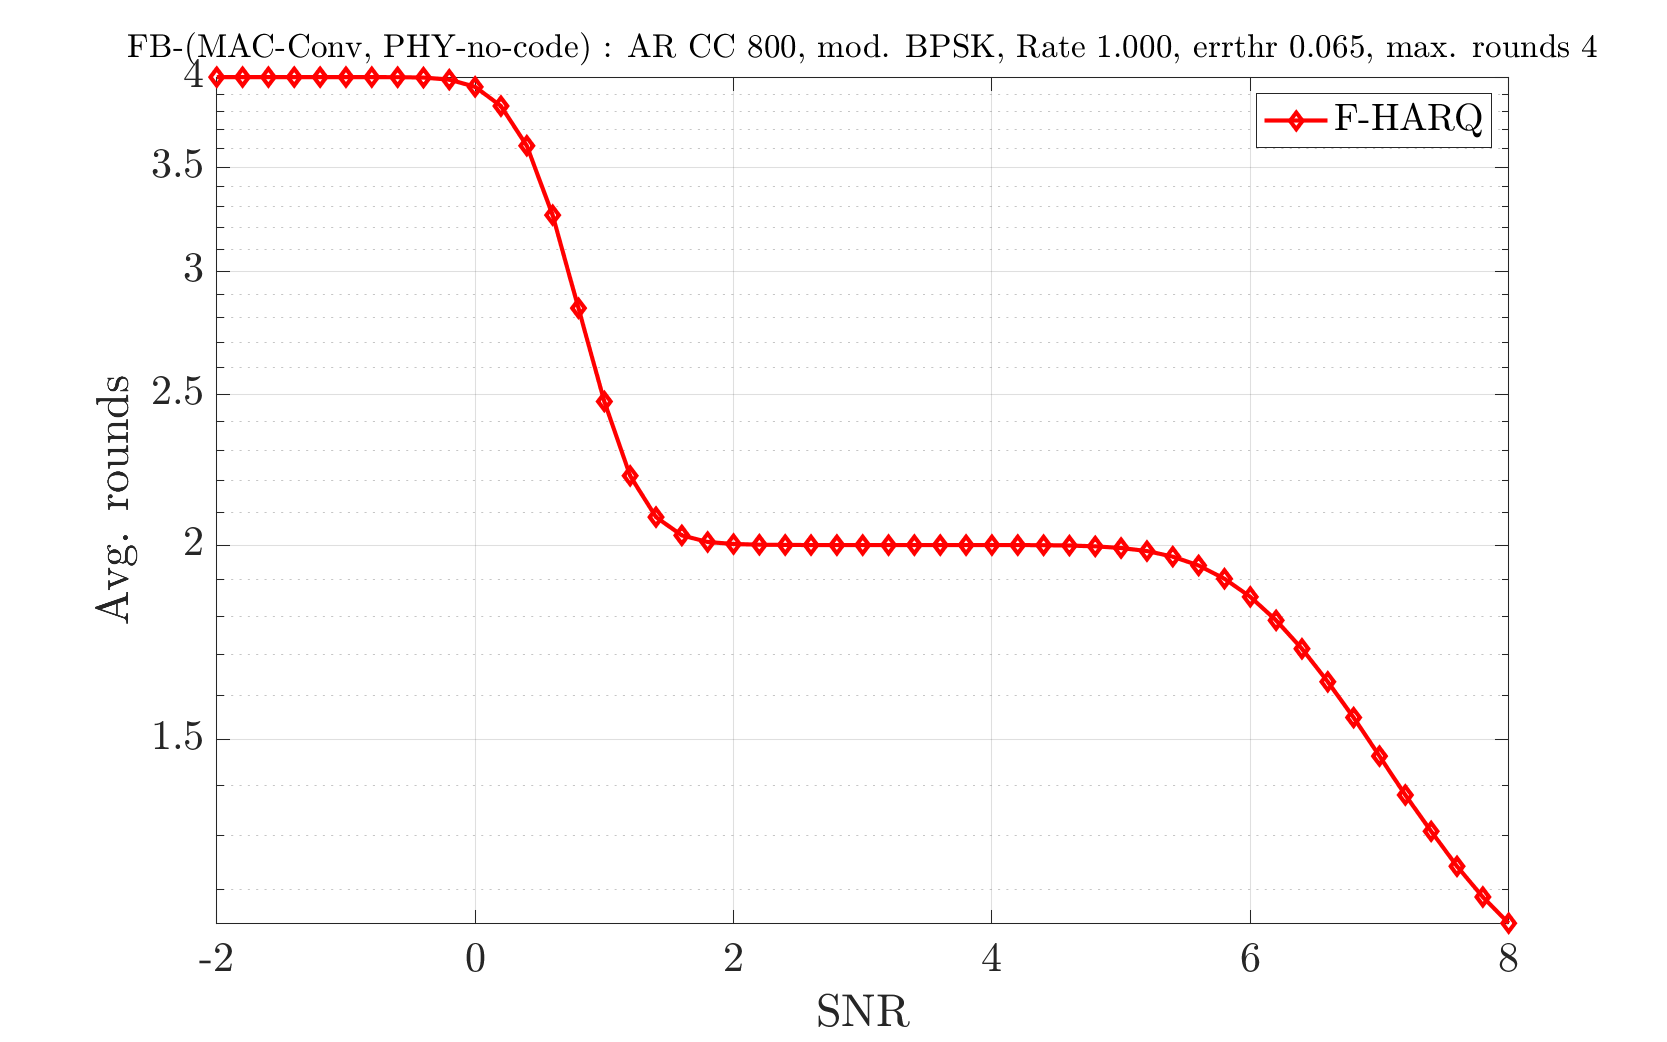 FB-(MAC-Conv, PHY-no-code) : AR CC 800, mod. BPSK, Rate 1.000, errthr 0.065, max. rounds 4
F-HARQ
4
3.5
3
2.5
2
1.5
Avg. rounds
-2 0 2 4 6 8
SNR